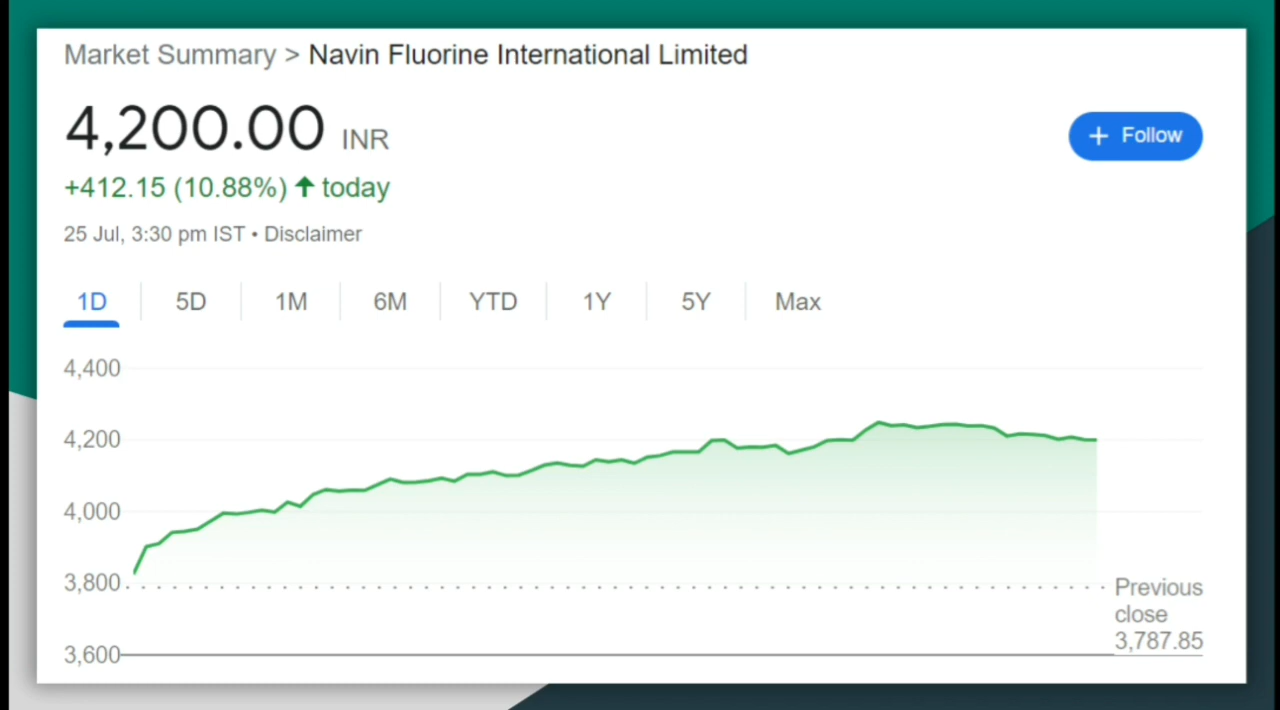 Market Summary > Navin Fluorine International Limited
4,200.00 INR
+ Follow
+412.15 (10.88%) ↑ today
25 Jul, 3:30 pm IST • Disclaimer
1D 5D 1M 6M YTD 1Y 5Y Max
4,400
4,200
4,000
3,800
Previous
close
3,787.85
3,600